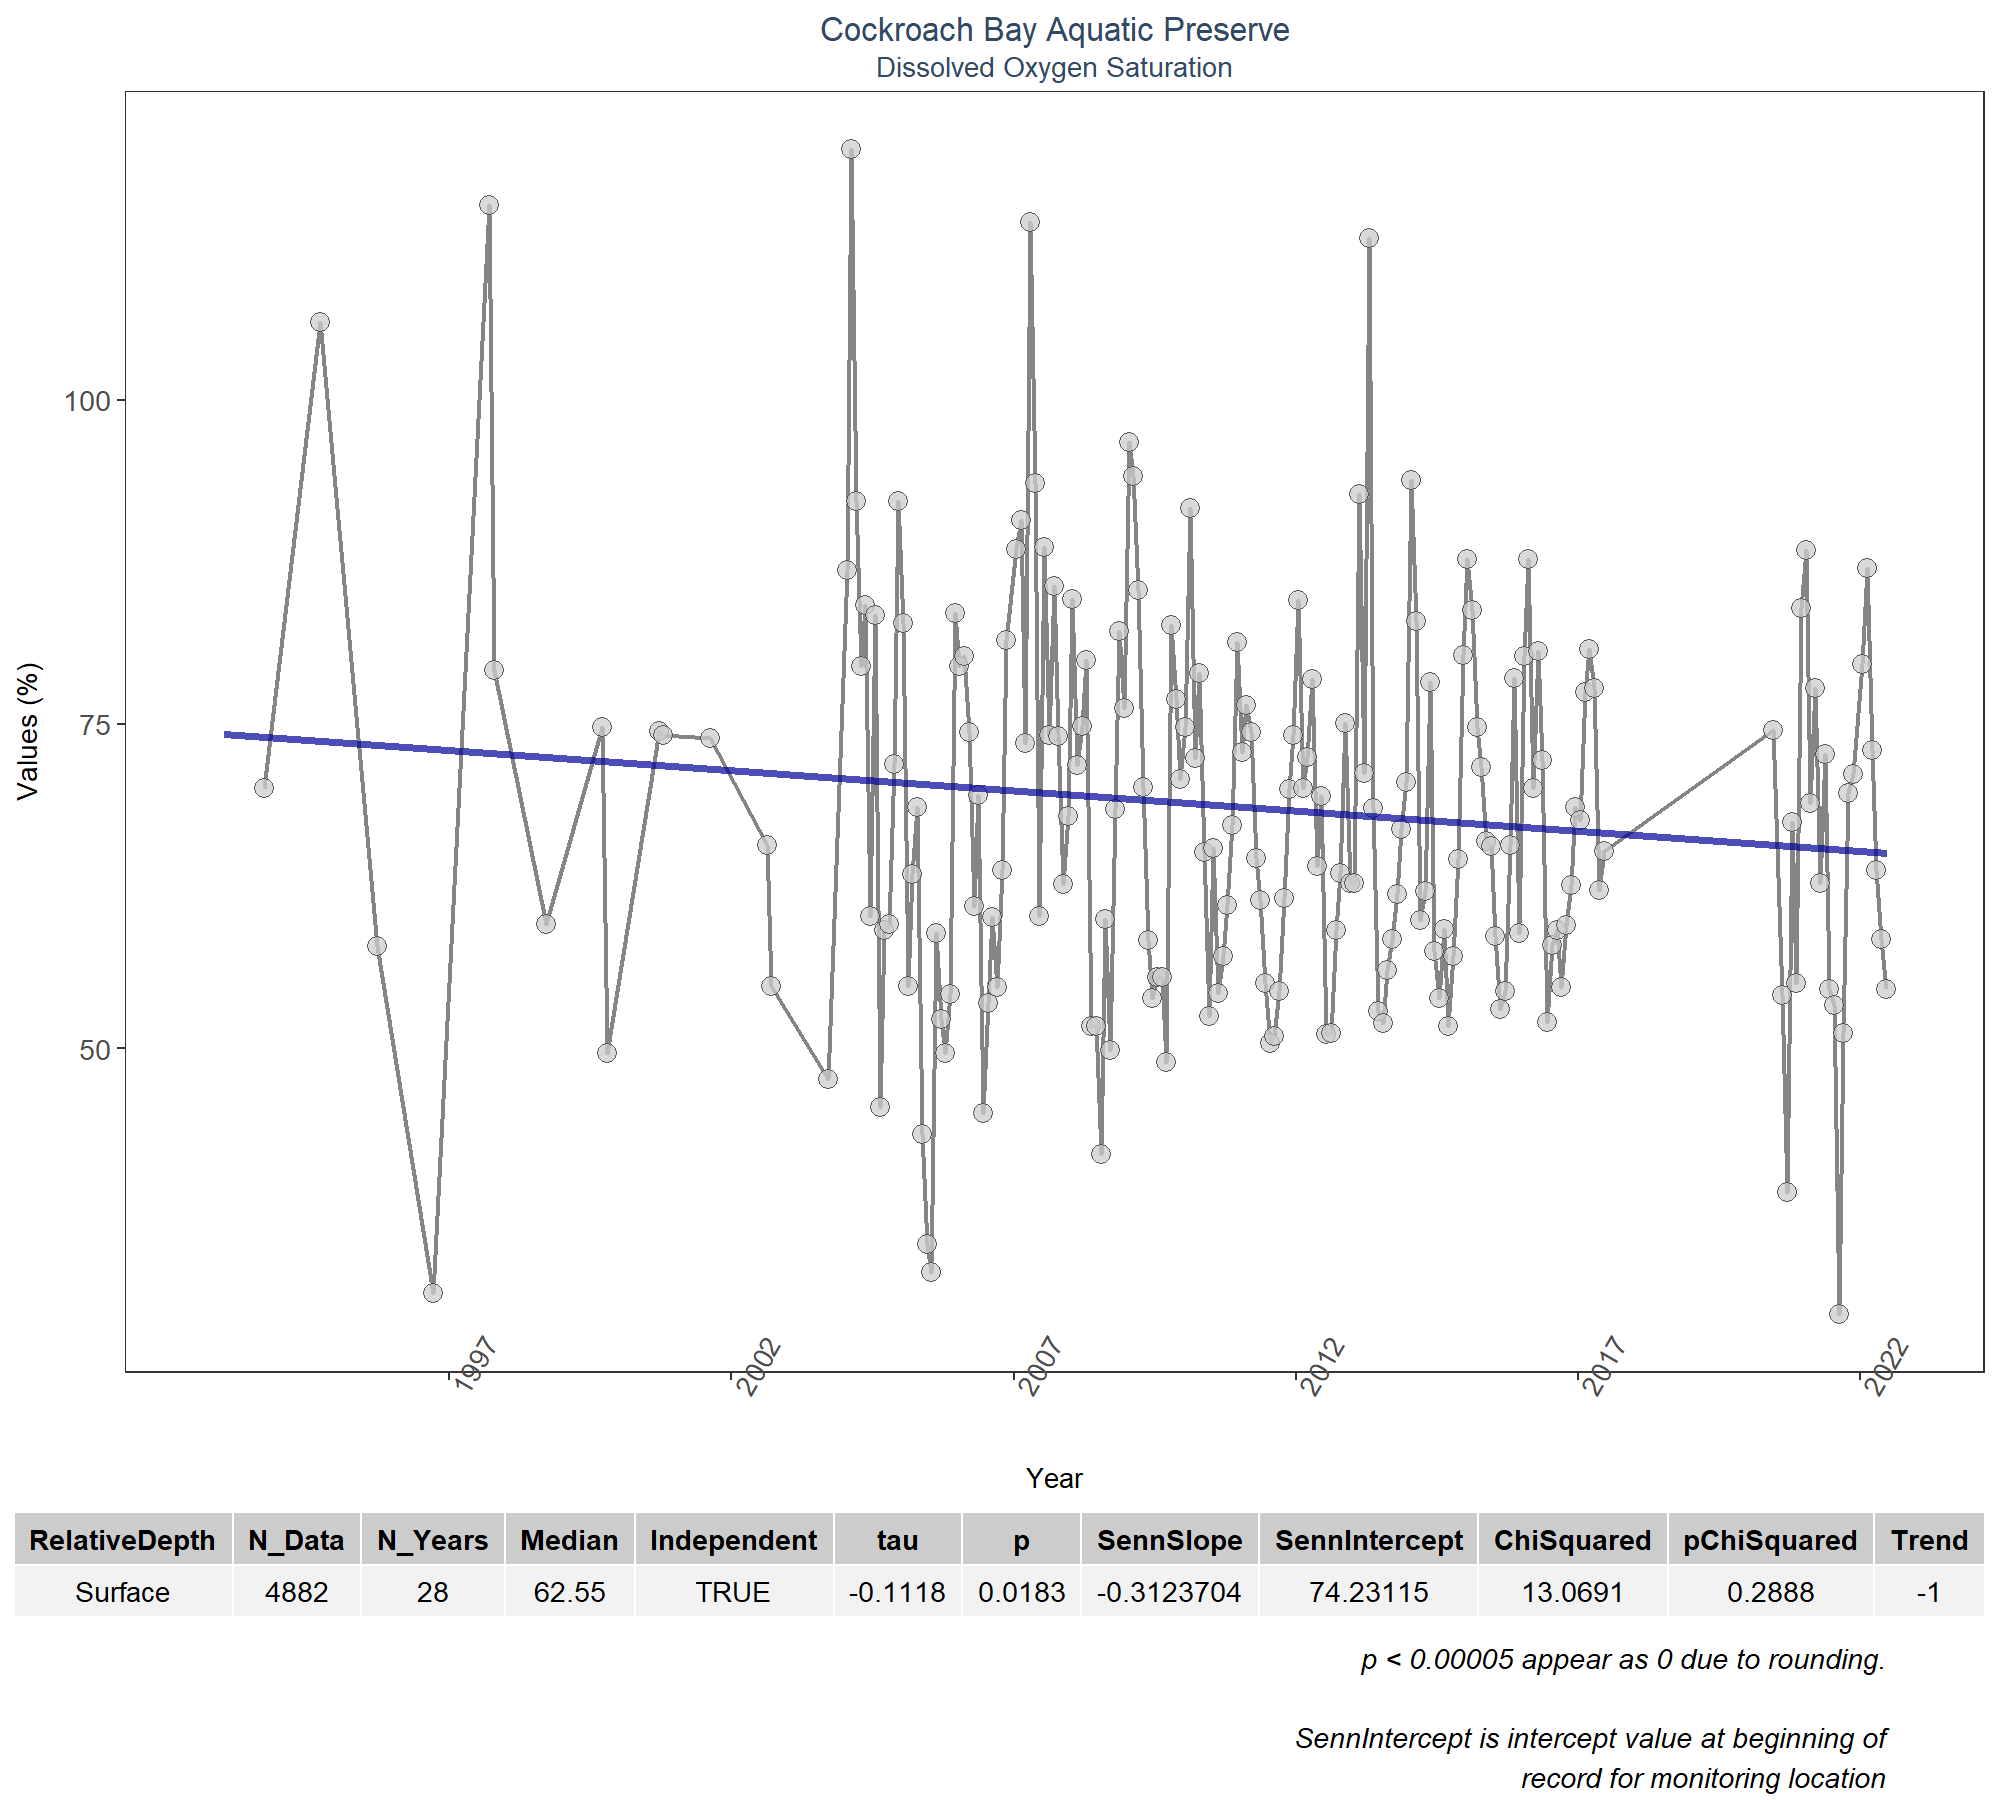 Cockroach Bay Aquatic Preserve
Dissolved Oxygen Saturation
Values (%)
100
75
50
1997 2002 2007 2012 2017 2022
Year
RelativeDepth N_Data N_Years Median Independent tau p SennSlope SennIntercept ChiSquared pChiSquared Trend
Surface 4882 28 62.55 TRUE -0.1118 0.0183 -0.3123704 74.23115 13.0691 0.2888 -1
p < 0.00005 appear as 0 due to rounding.
SennIntercept is intercept value at beginning of
record for monitoring location